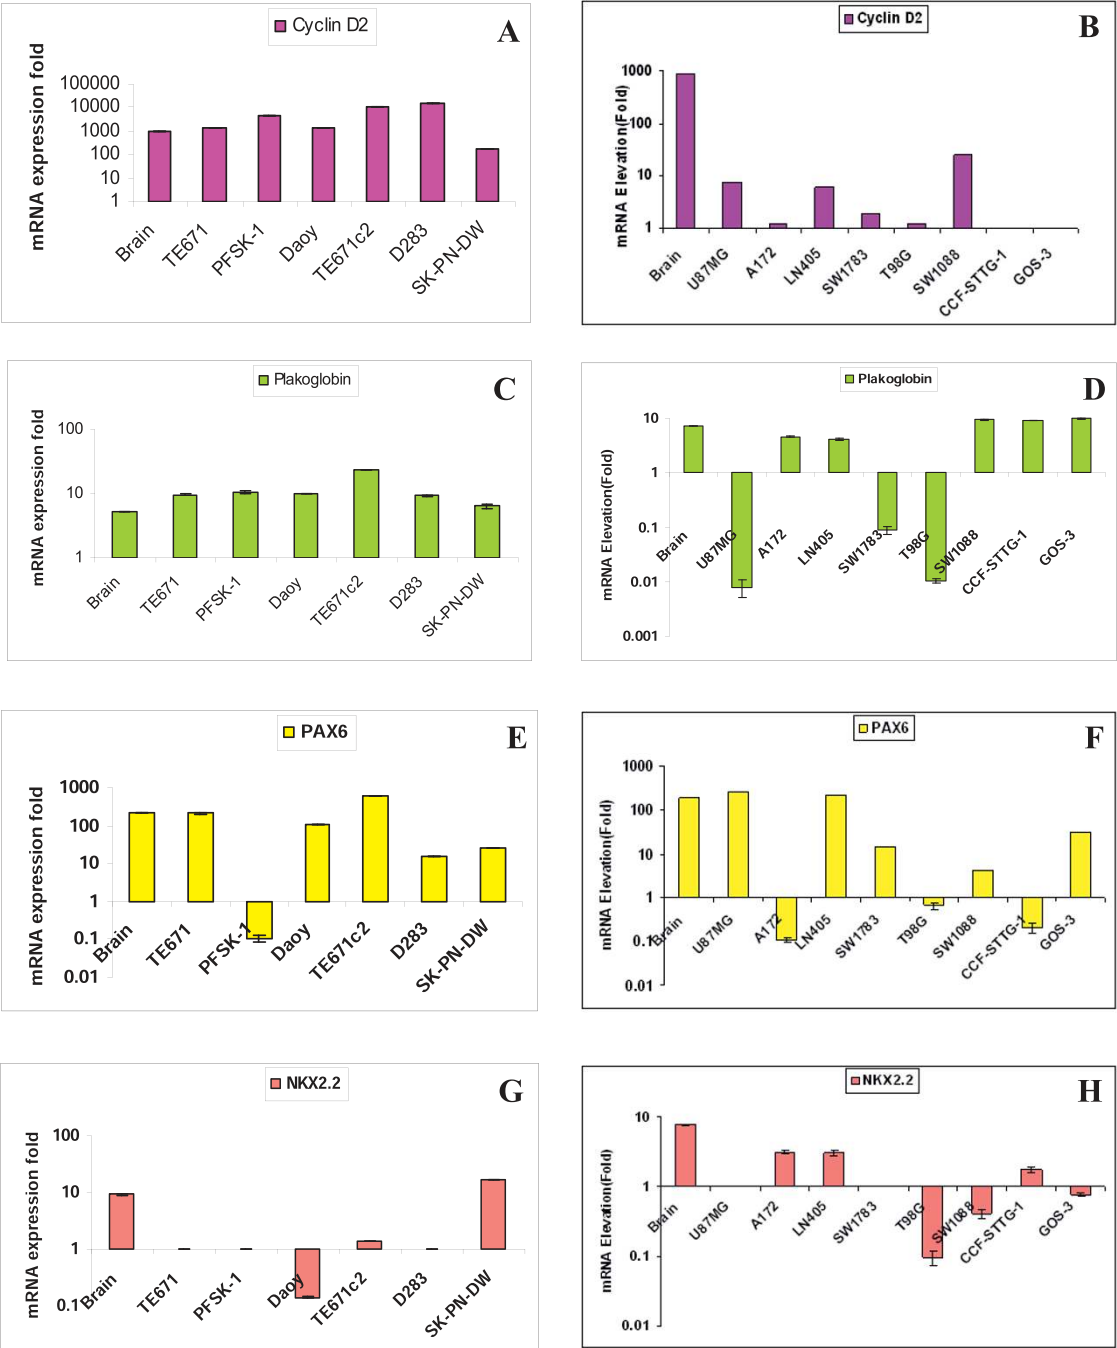 Cyclin D2
A
mRNA expression fold
100000
10000
1000
100
10
1
Brain
TE671
PFSK-1
Daoy
TE671c2
D283
SK-PN-DW
Cyclin D2
B
mRNA Elevation(Fold)
1000
100
10
1
Brain
U87MG
A172
LN405
SW1783
T98G
SW1088
CCF-STTG-1
GOS-3
Plakoglobin
C
mRNA expression fold
100
10
1
Brain
TE671
PFSK-1
Daoy
TE671c2
D283
SK-PN-DW
Plakoglobin
D
mRNA Elevation(Fold)
10
1
0.1
0.01
0.001
Brain
U87MG
A172
LN405
SW1783
T98G
SW1088
CCF-STTG-1
GOS-3
PAX6
E
mRNA expression fold
1000
100
10
1
0.1
0.01
Brain
TE671
PFSK-1
Daoy
TE671c2
D283
SK-PN-DW
PAX6
F
mRNA Elevation(Fold)
1000
100
10
1
0.1
0.01
Brain
U87MG
A172
LN405
SW1783
T98G
SW1088
CCF-STTG-1
GOS-3
NKX2.2
G
mRNA expression fold
100
10
1
0.1
Brain
TE671
PFSK-1
Daoy
TE671c2
D283
SK-PN-DW
NKX2.2
H
mRNA Elevation(Fold)
10
1
0.1
0.01
Brain
U87MG
A172
LN405
SW1783
T98G
SW1088
CCF-STTG-1
GOS-3